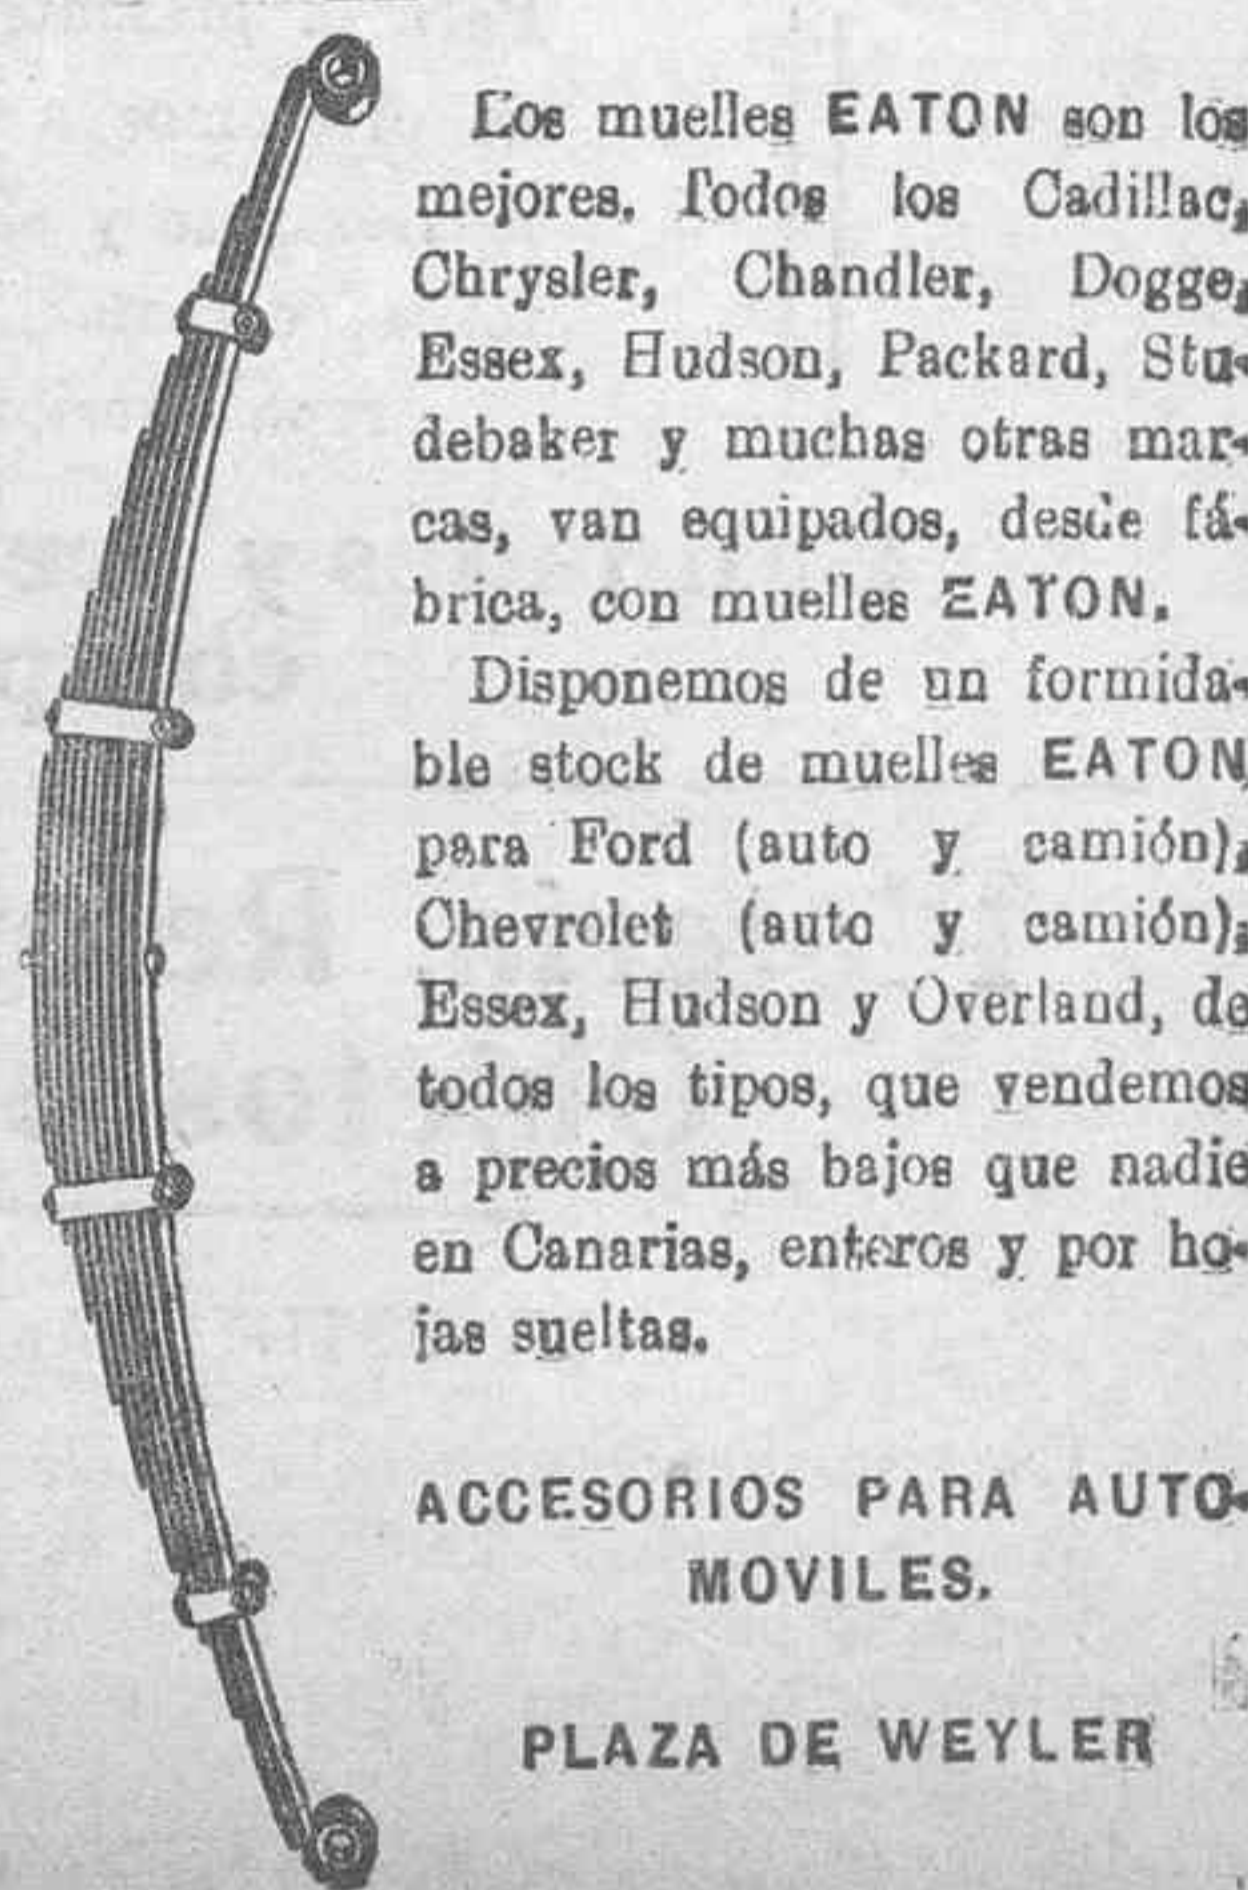 Los muelles EATON son los
mejores. Todos los Cadillac,
Chrysler, Chandler, Dogge,
Essex, Hudson, Packard, Stu-
debaker y muchas otras mar-
cas, van equipados, desde fá-
brica, con muelles EATON.
Disponemos de un formida-
ble stock de muelles EATON
para Ford (auto y camión),
Chevrolet (auto y camión),
Essex, Hudson y Overland, de
todos los tipos, que vendemos
a precios más bajos que nadie
en Canarias, enteros y por ho-
jas sueltas.
ACCESORIOS PARA AUTO-
MOVILES.
PLAZA DE WEYLER